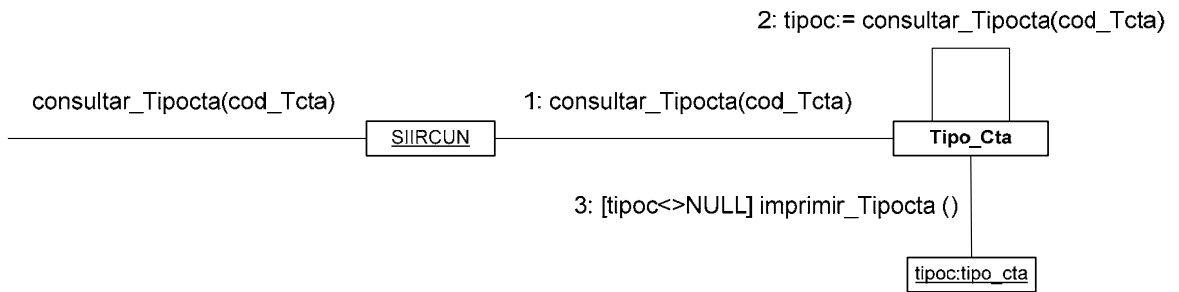 2: tipoc:= consultar_Tipocta(cod_Tcta)
consultar_Tipocta(cod_Tcta)
1: consultar_Tipocta(cod_Tcta)
SIIRCUN
Tipo_Cta
3: [tipoc<>NULL] imprimir_Tipocta ()
tipoc:tipo_cta